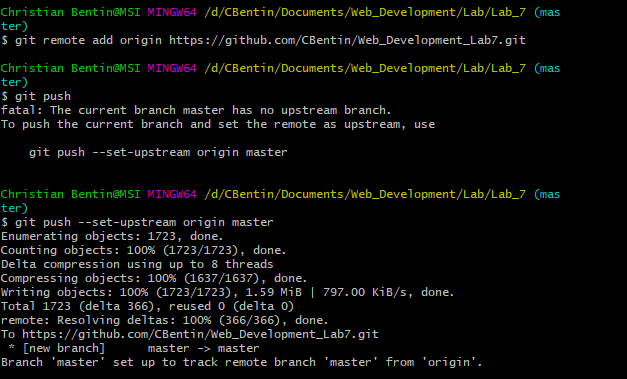 Christian Bentin@MSI MINGW64 /d/CBentin/Documents/Web_Development/Lab/Lab_7 (mas
ter)
$ git remote add origin https://github.com/CBentin/Web_Development_Lab7.git
Christian Bentin@MSI MINGW64 /d/CBentin/Documents/Web_Development/Lab/Lab_7 (mas
ter)
$ git push
fatal: The current branch master has no upstream branch.
To push the current branch and set the remote as upstream, use
    git push --set-upstream origin master
Christian Bentin@MSI MINGW64 /d/CBentin/Documents/Web_Development/Lab/Lab_7 (mas
ter)
$ git push --set-upstream origin master
Enumerating objects: 1723, done.
Counting objects: 100% (1723/1723), done.
Delta compression using up to 8 threads
Compressing objects: 100% (1637/1637), done.
Writing objects: 100% (1723/1723), 1.59 MiB | 797.00 KiB/s, done.
Total 1723 (delta 366), reused 0 (delta 0)
remote: Resolving deltas: 100% (366/366), done.
To https://github.com/CBentin/Web_Development_Lab7.git
 * [new branch]      master -> master
Branch 'master' set up to track remote branch 'master' from 'origin'.